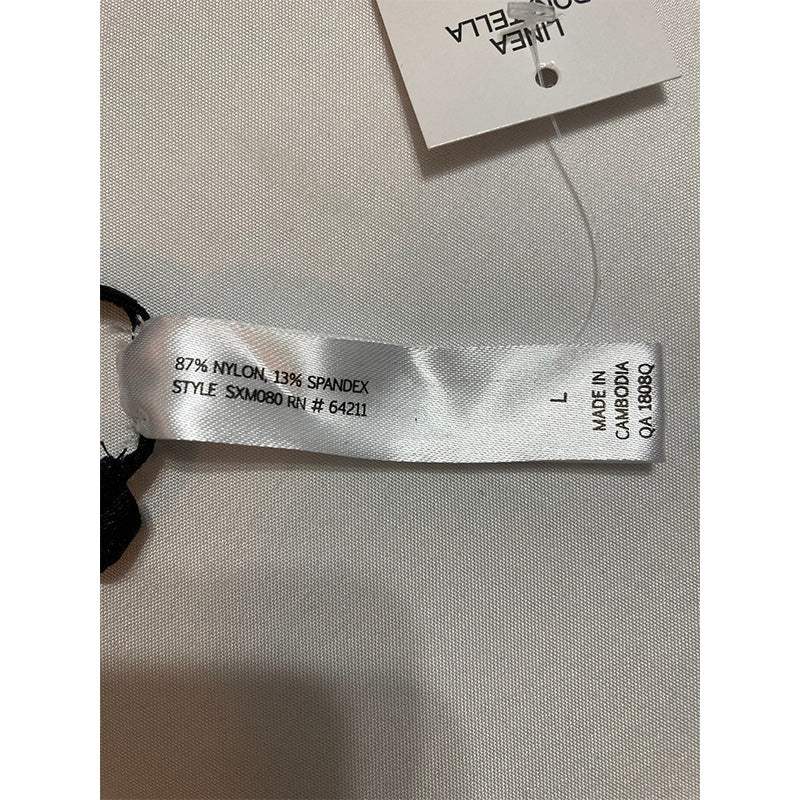 LINEA
DONATELLA
87% NYLON, 13% SPANDEX
STYLE SXM080 RN # 64211
L
MADE IN
CAMBODIA
QA 1808Q